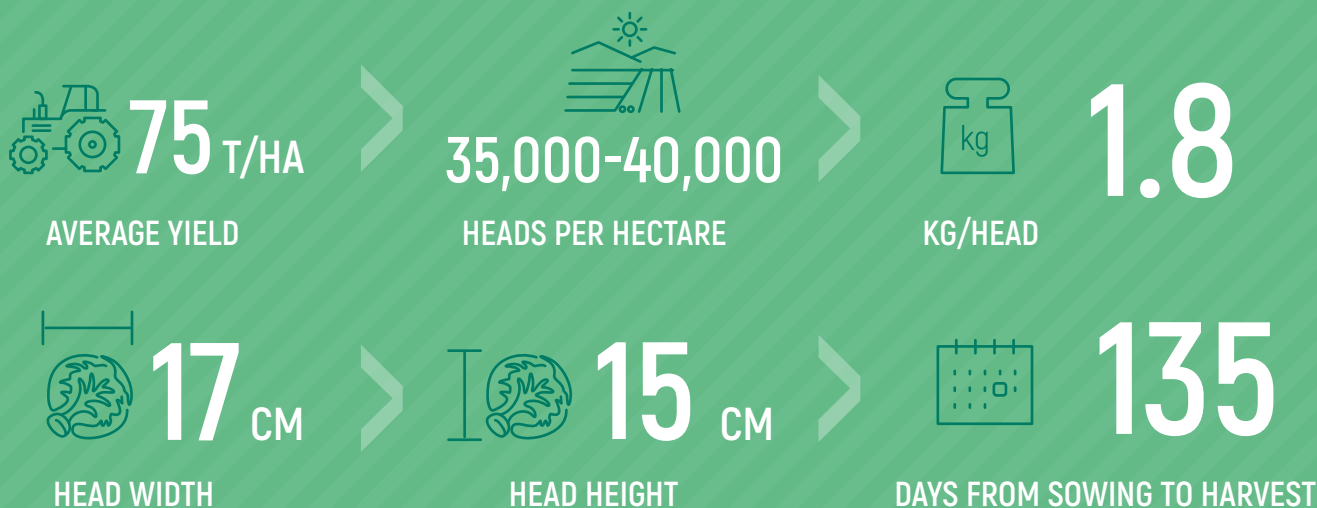 75 T/HA
AVERAGE YIELD
35,000-40,000
HEADS PER HECTARE
kg
1.8
KG/HEAD
17 CM
HEAD WIDTH
15 CM
HEAD HEIGHT
135
DAYS FROM SOWING TO HARVEST